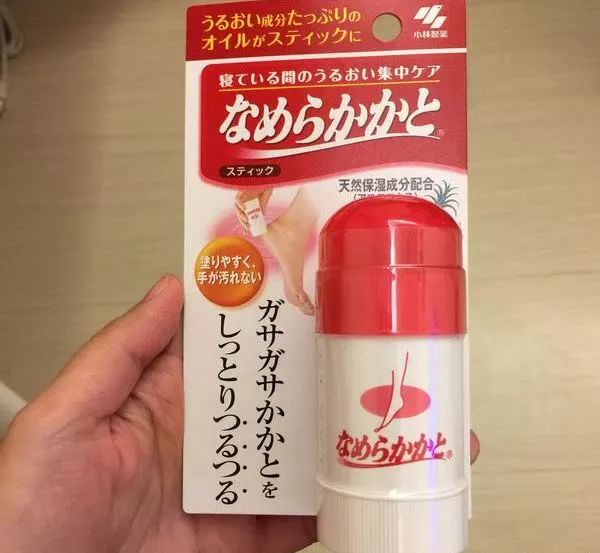 うるおい成分たっぷりの
オイルがスティックに
小林製薬
寝ている間のうるおい集中ケア
なめらかかと®
スティック
天然保湿成分配合
塗りやすく、
手が汚れない
ガサガサかかとを
しっとりつるつる
なめらかかと®